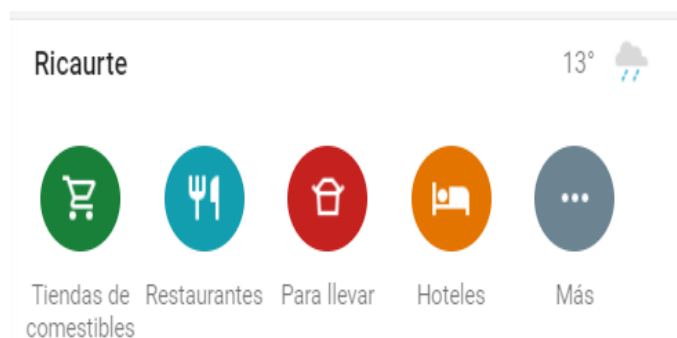 Ricaurte
13°
Tiendas de
comestibles
Restaurantes
Para llevar
Hoteles
Más